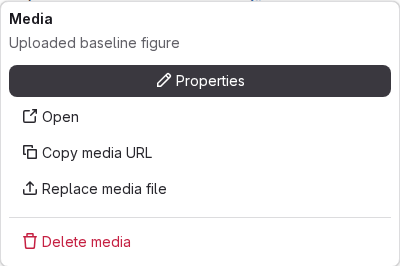 Media
Uploaded baseline figure
Properties
Open
Copy media URL
Replace media file
Delete media